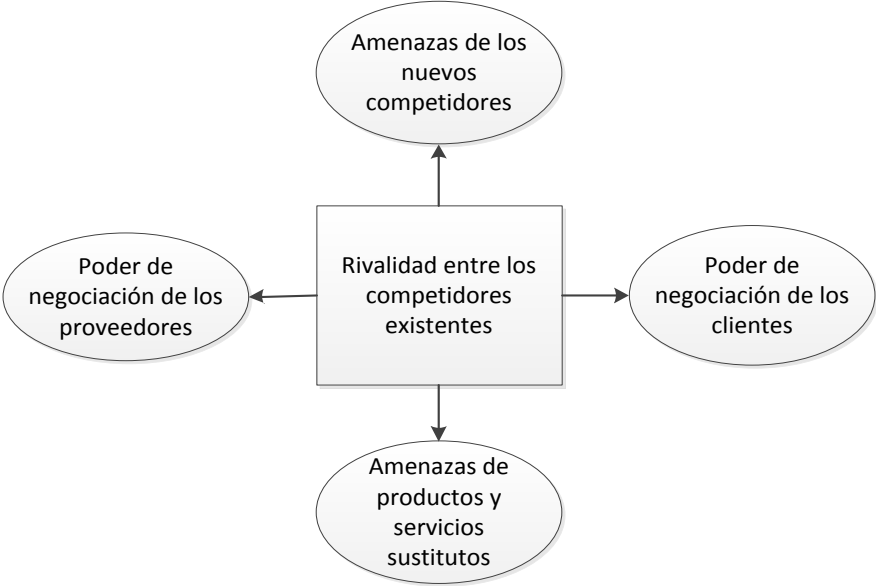 Amenazas de los
nuevos
competidores
Poder de
negociación de los
proveedores
Rivalidad entre los
competidores
existentes
Poder de
negociación de los
clientes
Amenazas de
productos y
servicios
sustitutos